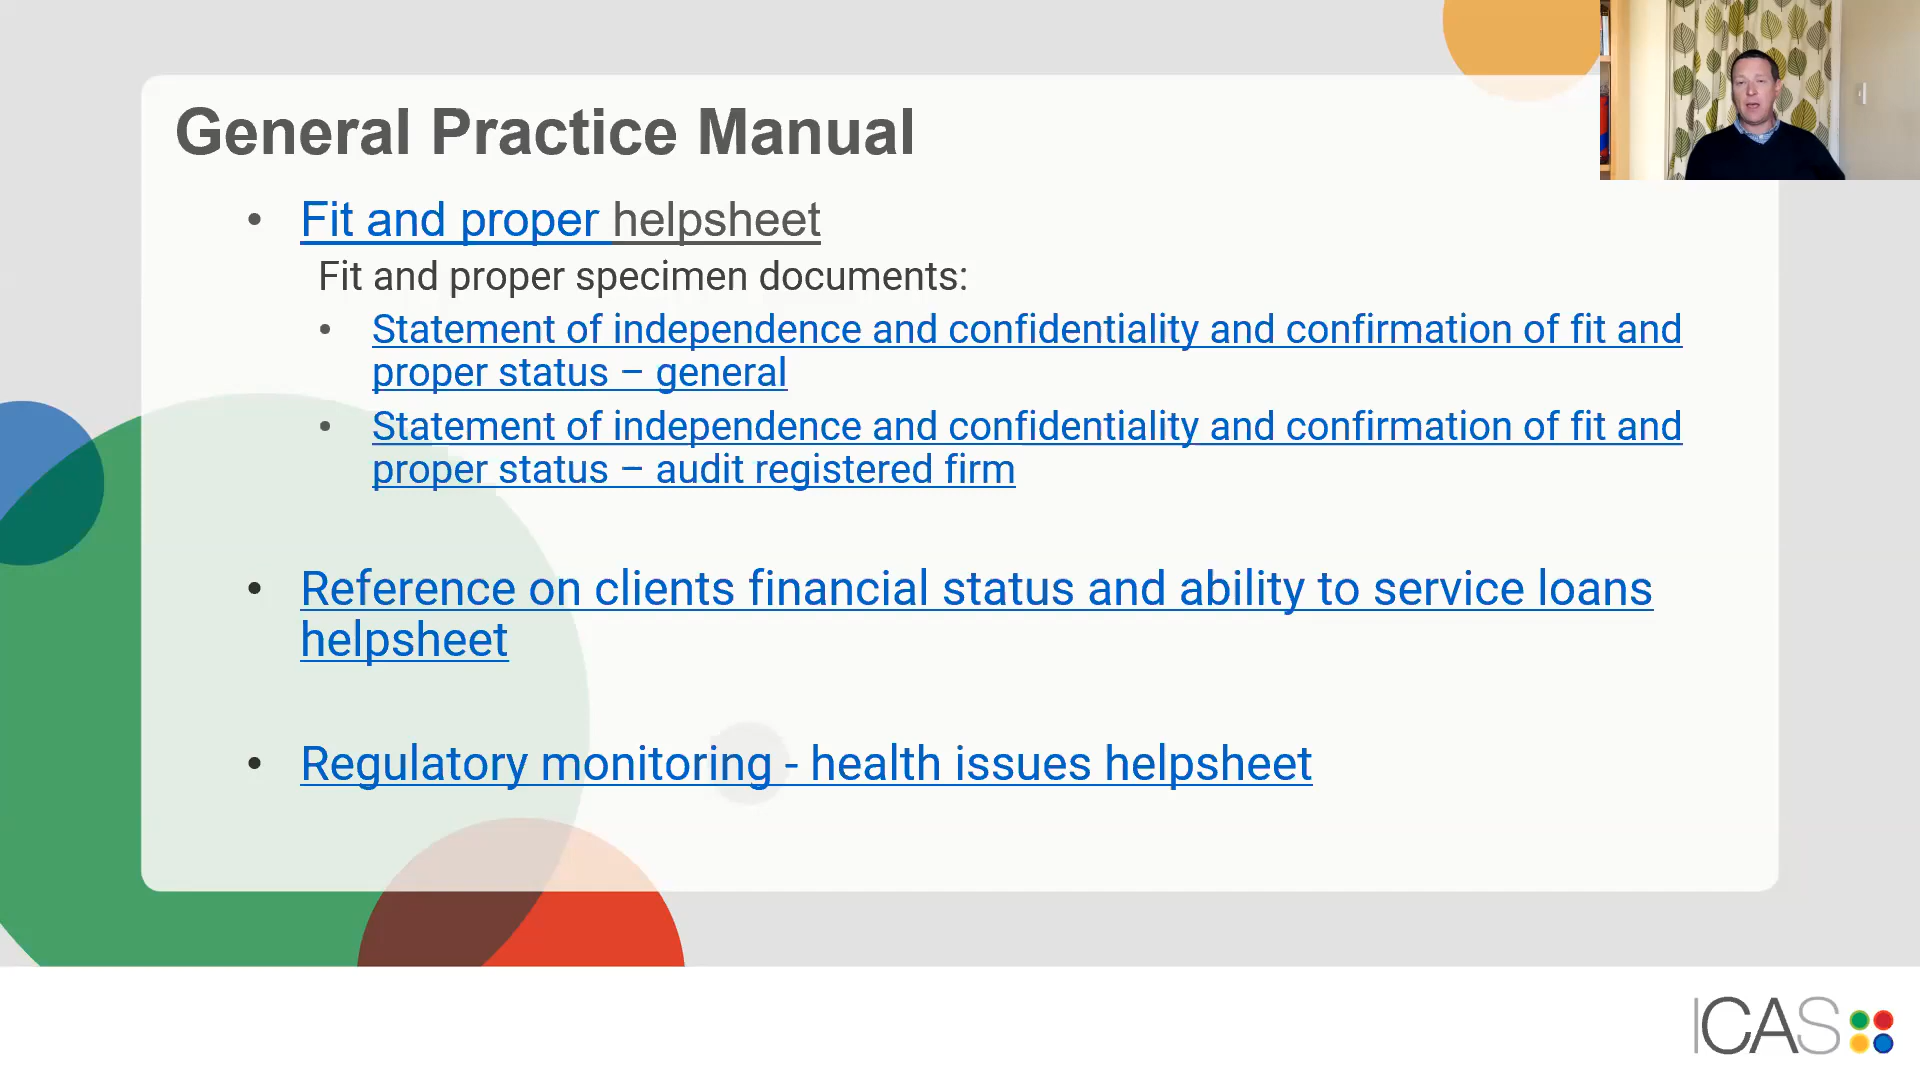 General Practice Manual
• Fit and proper helpsheet
Fit and proper specimen documents:
• Statement of independence and confidentiality and confirmation of fit and
proper status – general
• Statement of independence and confidentiality and confirmation of fit and
proper status – audit registered firm
• Reference on clients financial status and ability to service loans
helpsheet
• Regulatory monitoring - health issues helpsheet
ICAS